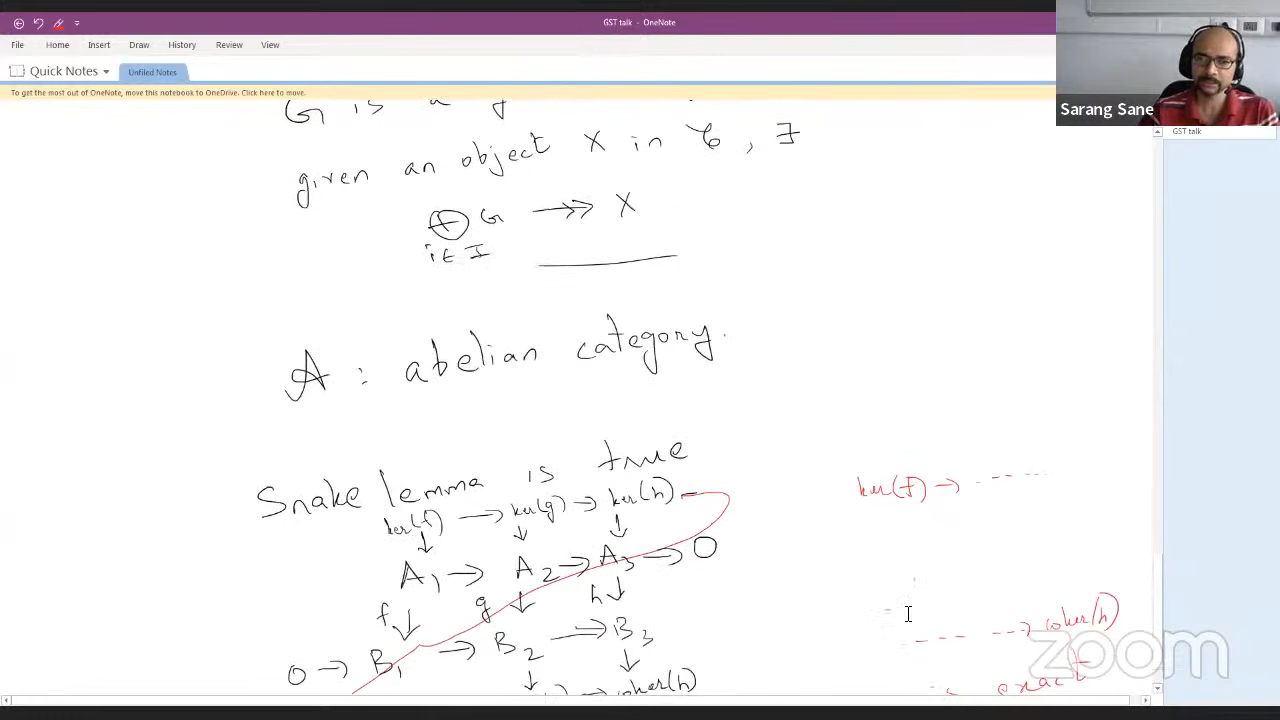 GST talk - OneNote
File Home Insert Draw History Review View
Quick Notes Unfiled Notes
To get the most out of OneNote, move this notebook to OneDrive. Click here to move.
Sarang Sane
GST talk
G is a
given an object X in 𝒞, ∃
⊕ G ↠ X
i ∈ I
A : abelian category.
Snake lemma is true
ker(f) → ker(g) → ker(h)
ker(f) → - - - - -
↓ ↓ ↓
A₁ → A₂ → A₃ → 0
f ↓ g ↓ h ↓
0 → B₁ → B₂ → B₃
↓ ↓
→ coker(h)
- - - - - → coker(h)
exact
zoom